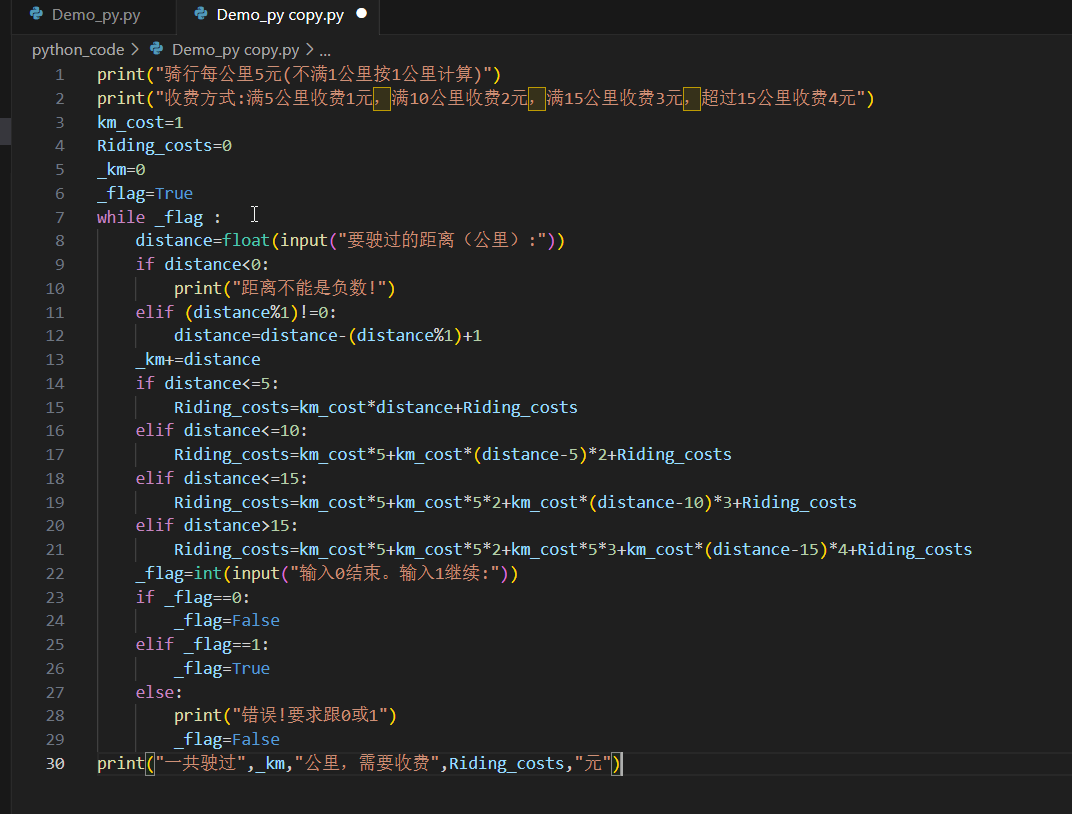 Demo_py.py Demo_py copy.py
python_code > Demo_py copy.py > ...
1 print("骑行每公里5元(不满1公里按1公里计算)")
2 print("收费方式:满5公里收费1元，满10公里收费2元，满15公里收费3元，超过15公里收费4元")
3 km_cost=1
4 Riding_costs=0
5 _km=0
6 _flag=True
7 while _flag :
8     distance=float(input("要驶过的距离（公里）:"))
9     if distance<0:
10         print("距离不能是负数!")
11     elif (distance%1)!=0:
12         distance=distance-(distance%1)+1
13     _km+=distance
14     if distance<=5:
15         Riding_costs=km_cost*distance+Riding_costs
16     elif distance<=10:
17         Riding_costs=km_cost*5+km_cost*(distance-5)*2+Riding_costs
18     elif distance<=15:
19         Riding_costs=km_cost*5+km_cost*5*2+km_cost*(distance-10)*3+Riding_costs
20     elif distance>15:
21         Riding_costs=km_cost*5+km_cost*5*2+km_cost*5*3+km_cost*(distance-15)*4+Riding_costs
22     _flag=int(input("输入0结束。输入1继续:"))
23     if _flag==0:
24         _flag=False
25     elif _flag==1:
26         _flag=True
27     else:
28         print("错误!要求跟0或1")
29         _flag=False
30 print("一共驶过",_km,"公里，需要收费",Riding_costs,"元")